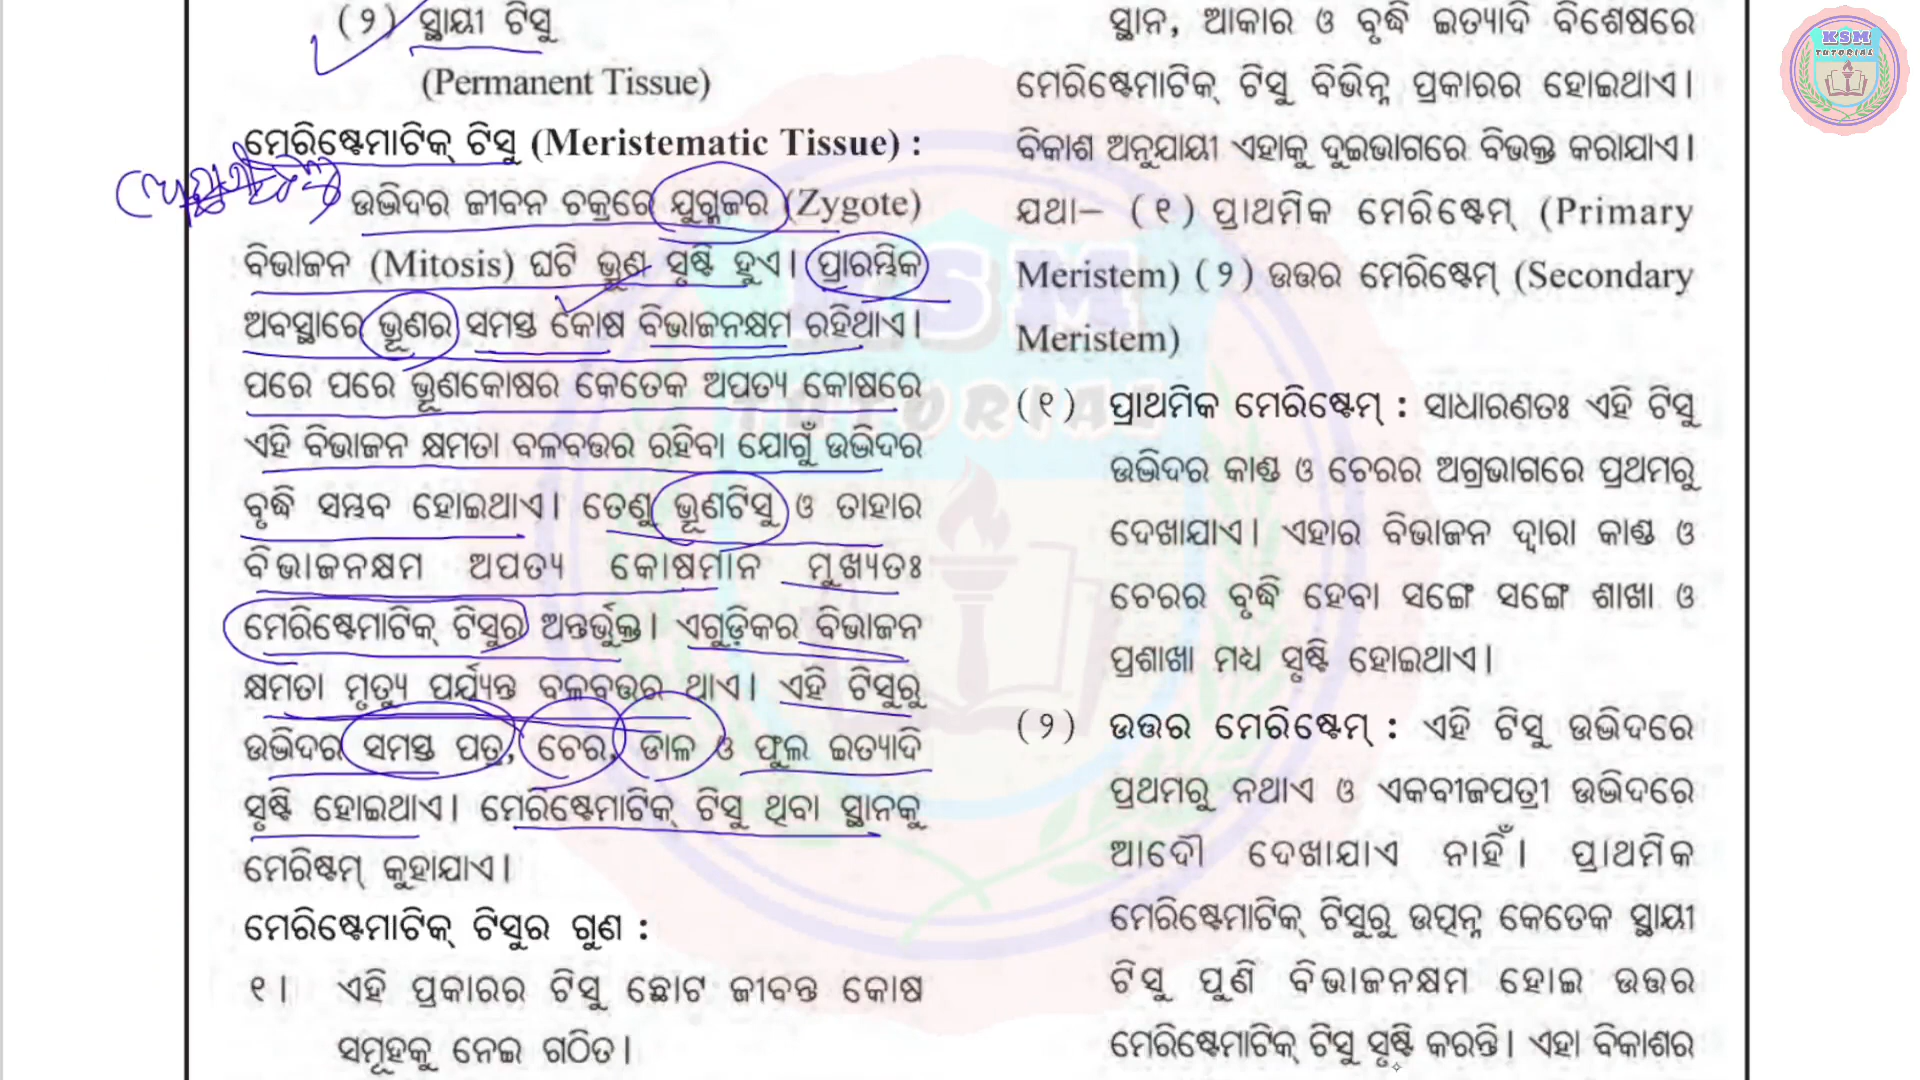 (୨) ସ୍ଥାୟୀ ଟିସୁ
(Permanent Tissue)
ମେରିଷ୍ଟେମାଟିକ୍ ଟିସୁ (Meristematic Tissue) :
ଉଦ୍ଭିଦର ଜୀବନ ଚକ୍ରରେ ଯୁଗ୍ମଜର (Zygote)
ବିଭାଜନ (Mitosis) ଘଟି ଭ୍ରୂଣ ସୃଷ୍ଟି ହୁଏ। ପ୍ରାରମ୍ଭିକ
ଅବସ୍ଥାରେ ଭ୍ରୂଣର ସମସ୍ତ କୋଷ ବିଭାଜନକ୍ଷମ ରହିଥାଏ।
ପରେ ପରେ ଭ୍ରୂଣକୋଷର କେତେକ ଅପତ୍ୟ କୋଷରେ
ଏହି ବିଭାଜନ କ୍ଷମତା ବଳବତ୍ତର ରହିବା ଯୋଗୁଁ ଉଦ୍ଭିଦର
ବୃଦ୍ଧି ସମ୍ଭବ ହୋଇଥାଏ। ତେଣୁ ଭ୍ରୂଣଟିସୁ ଓ ତାହାର
ବିଭାଜନକ୍ଷମ ଅପତ୍ୟ କୋଷମାନ ମୁଖ୍ୟତଃ
ମେରିଷ୍ଟେମାଟିକ୍ ଟିସୁର ଅନ୍ତର୍ଭୁକ୍ତ। ଏଗୁଡ଼ିକର ବିଭାଜନ
କ୍ଷମତା ମୃତ୍ୟୁ ପର୍ଯ୍ୟନ୍ତ ବଳବତ୍ତର ଥାଏ। ଏହି ଟିସୁରୁ
ଉଦ୍ଭିଦର ସମସ୍ତ ପତ୍ର, ଚେର, ଡାଳ ଓ ଫୁଲ ଇତ୍ୟାଦି
ସୃଷ୍ଟି ହୋଇଥାଏ। ମେରିଷ୍ଟେମାଟିକ୍ ଟିସୁ ଥିବା ସ୍ଥାନକୁ
ମେରିଷ୍ଟମ୍ କୁହାଯାଏ।
ମେରିଷ୍ଟେମାଟିକ୍ ଟିସୁର ଗୁଣ :
୧। ଏହି ପ୍ରକାରର ଟିସୁ ଛୋଟ ଜୀବନ୍ତ କୋଷ
ସମୂହକୁ ନେଇ ଗଠିତ।
ସ୍ଥାନ, ଆକାର ଓ ବୃଦ୍ଧି ଇତ୍ୟାଦି ବିଶେଷରେ
ମେରିଷ୍ଟେମାଟିକ୍ ଟିସୁ ବିଭିନ୍ନ ପ୍ରକାରର ହୋଇଥାଏ।
ବିକାଶ ଅନୁଯାୟୀ ଏହାକୁ ଦୁଇଭାଗରେ ବିଭକ୍ତ କରାଯାଏ।
ଯଥା– (୧) ପ୍ରାଥମିକ ମେରିଷ୍ଟେମ୍ (Primary
Meristem) (୨) ଉତ୍ତର ମେରିଷ୍ଟେମ୍ (Secondary
Meristem)
(୧) ପ୍ରାଥମିକ ମେରିଷ୍ଟେମ୍ : ସାଧାରଣତଃ ଏହି ଟିସୁ
ଉଦ୍ଭିଦର କାଣ୍ଡ ଓ ଚେରର ଅଗ୍ରଭାଗରେ ପ୍ରଥମରୁ
ଦେଖାଯାଏ। ଏହାର ବିଭାଜନ ଦ୍ୱାରା କାଣ୍ଡ ଓ
ଚେରର ବୃଦ୍ଧି ହେବା ସଙ୍ଗେ ସଙ୍ଗେ ଶାଖା ଓ
ପ୍ରଶାଖା ମଧ୍ୟ ସୃଷ୍ଟି ହୋଇଥାଏ।
(୨) ଉତ୍ତର ମେରିଷ୍ଟେମ୍ : ଏହି ଟିସୁ ଉଦ୍ଭିଦରେ
ପ୍ରଥମରୁ ନଥାଏ ଓ ଏକବୀଜପତ୍ରୀ ଉଦ୍ଭିଦରେ
ଆଦୌ ଦେଖାଯାଏ ନାହିଁ। ପ୍ରାଥମିକ
ମେରିଷ୍ଟେମାଟିକ୍ ଟିସୁରୁ ଉତ୍ପନ୍ନ କେତେକ ସ୍ଥାୟୀ
ଟିସୁ ପୁଣି ବିଭାଜନକ୍ଷମ ହୋଇ ଉତ୍ତର
ମେରିଷ୍ଟେମାଟିକ୍ ଟିସୁ ସୃଷ୍ଟି କରନ୍ତି। ଏହା ବିକାଶର
KSM
TUTORIAL
KSM
TUTORIAL